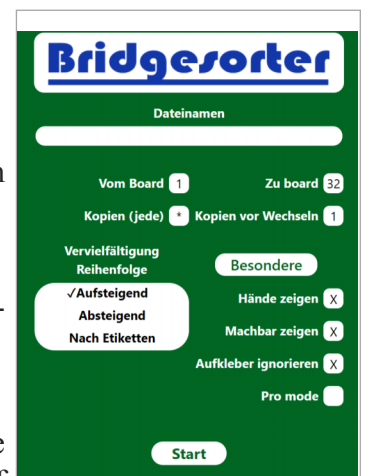 Bridgesorter
Dateinamen
Vom Board 1 Zu board 32
Kopien (jede) * Kopien vor Wechseln 1
Vervielfältigung
Reihenfolge
Besondere
✓Aufsteigend
Absteigend
Nach Etiketten
Hände zeigen X
Machbar zeigen X
Aufkleber ignorieren X
Pro mode
Start